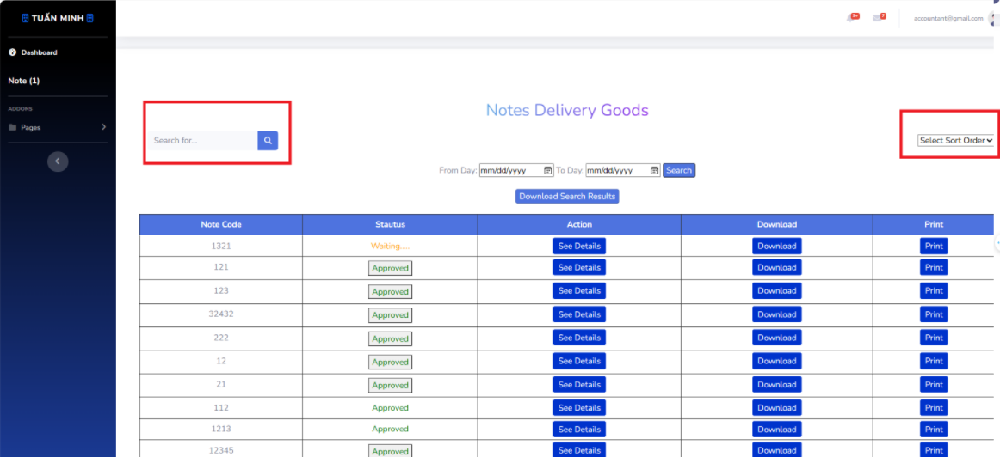 TUẤN MINH
Dashboard
Note (1)
ADDONS
Pages
9+ 7 accountant@gmail.com
Notes Delivery Goods
Search for...
Select Sort Order
From Day: mm/dd/yyyy To Day: mm/dd/yyyy Search
Download Search Results
Note Code Stautus Action Download Print
1321 Waiting.... See Details Download Print
121 Approved See Details Download Print
123 Approved See Details Download Print
32432 Approved See Details Download Print
222 Approved See Details Download Print
12 Approved See Details Download Print
21 Approved See Details Download Print
112 Approved See Details Download Print
1213 Approved See Details Download Print
12345 Approved See Details Download Print